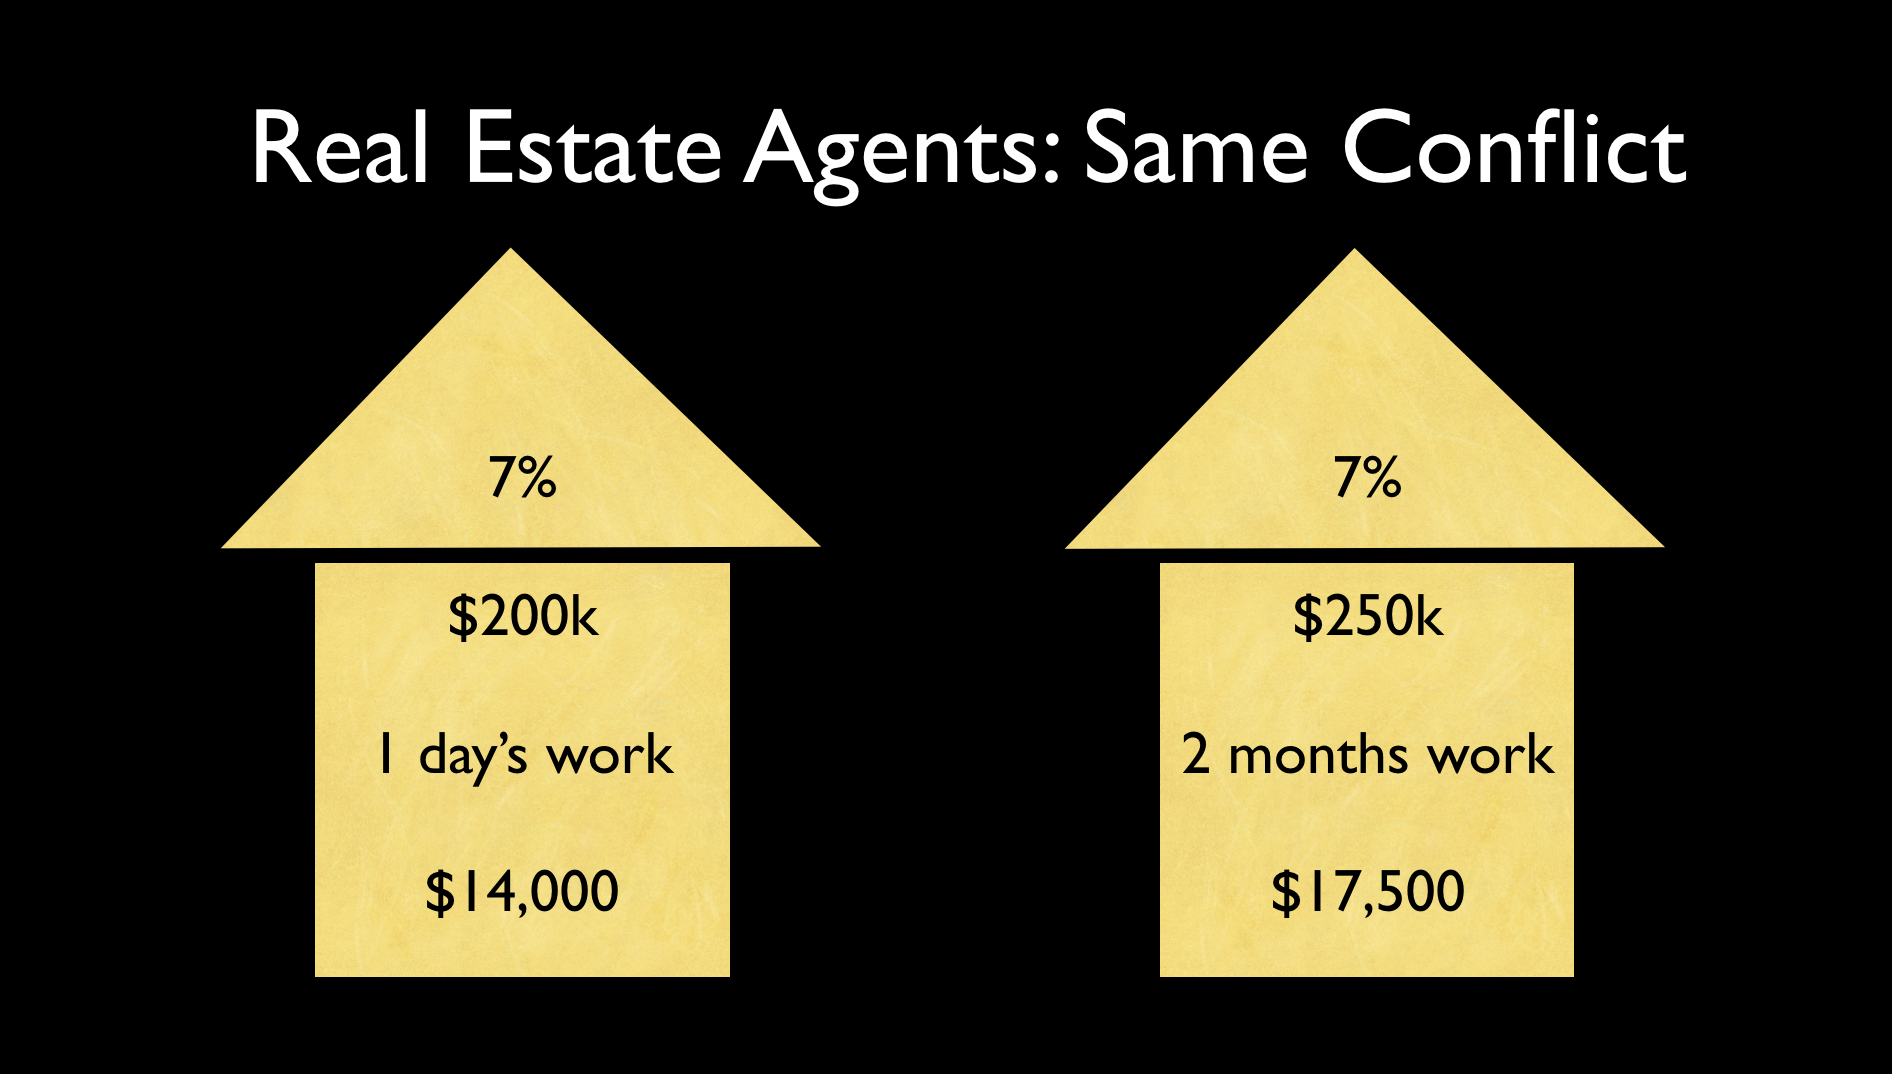 Real Estate Agents: Same Conflict
7%
$200k
1 day’s work
$14,000
7%
$250k
2 months work
$17,500